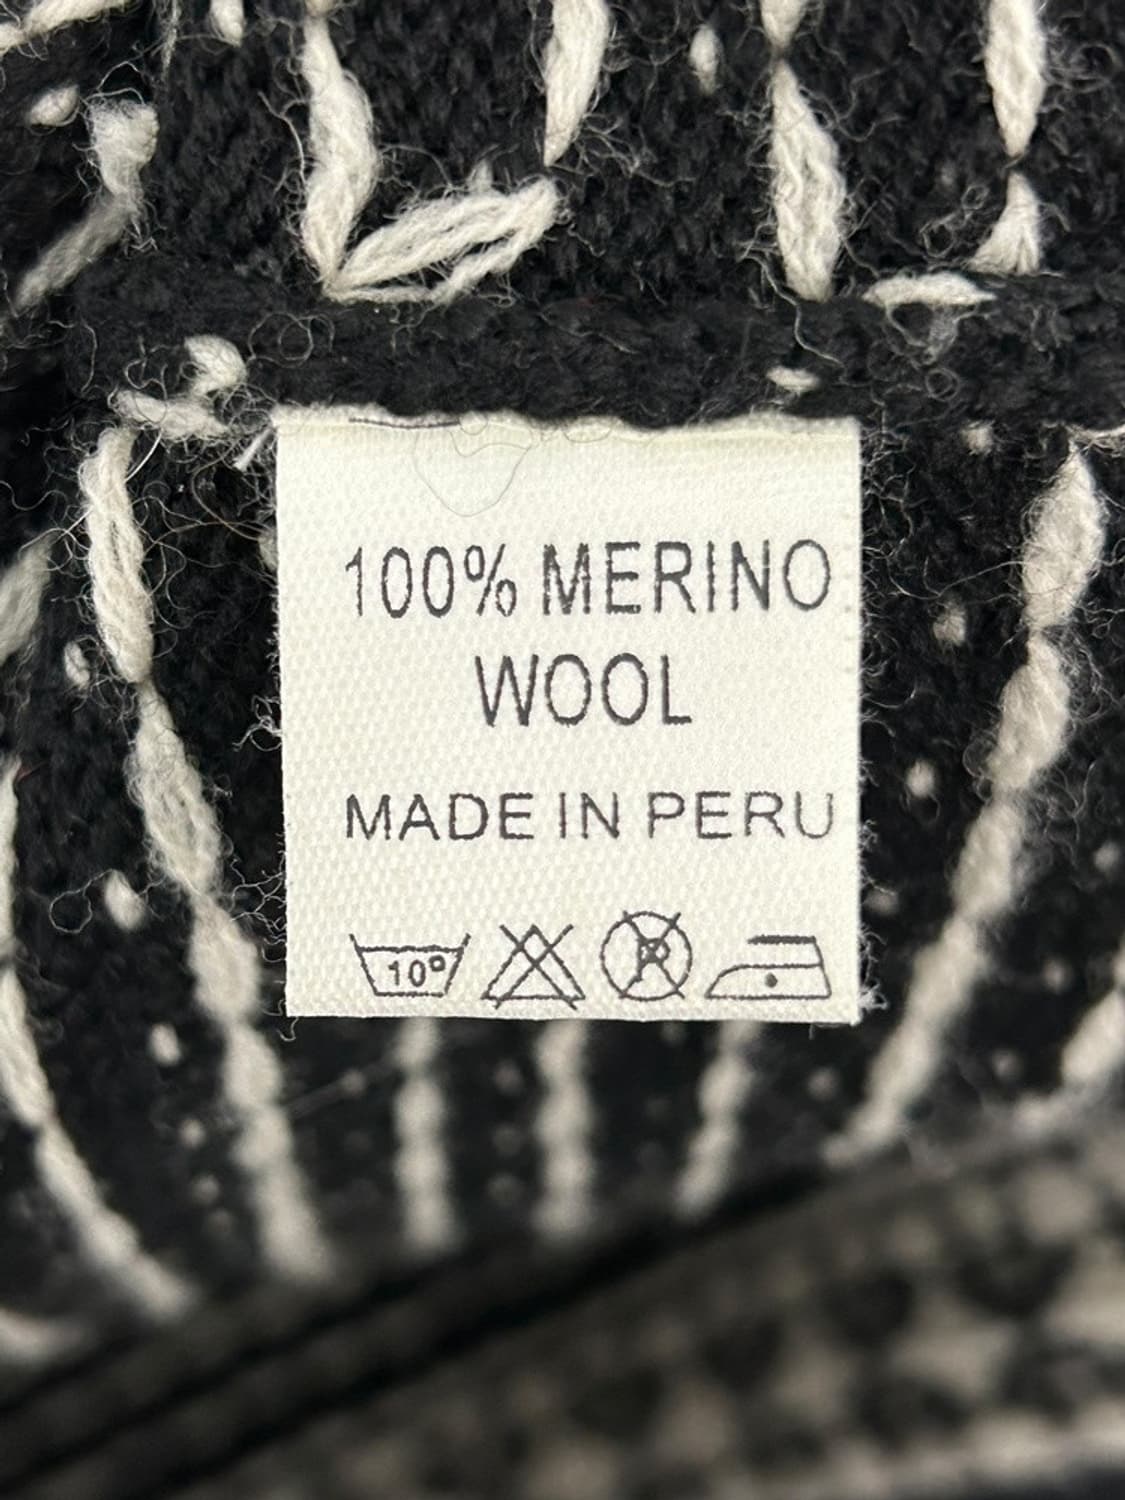 100% MERINO
WOOL
MADE IN PERU
10°
P